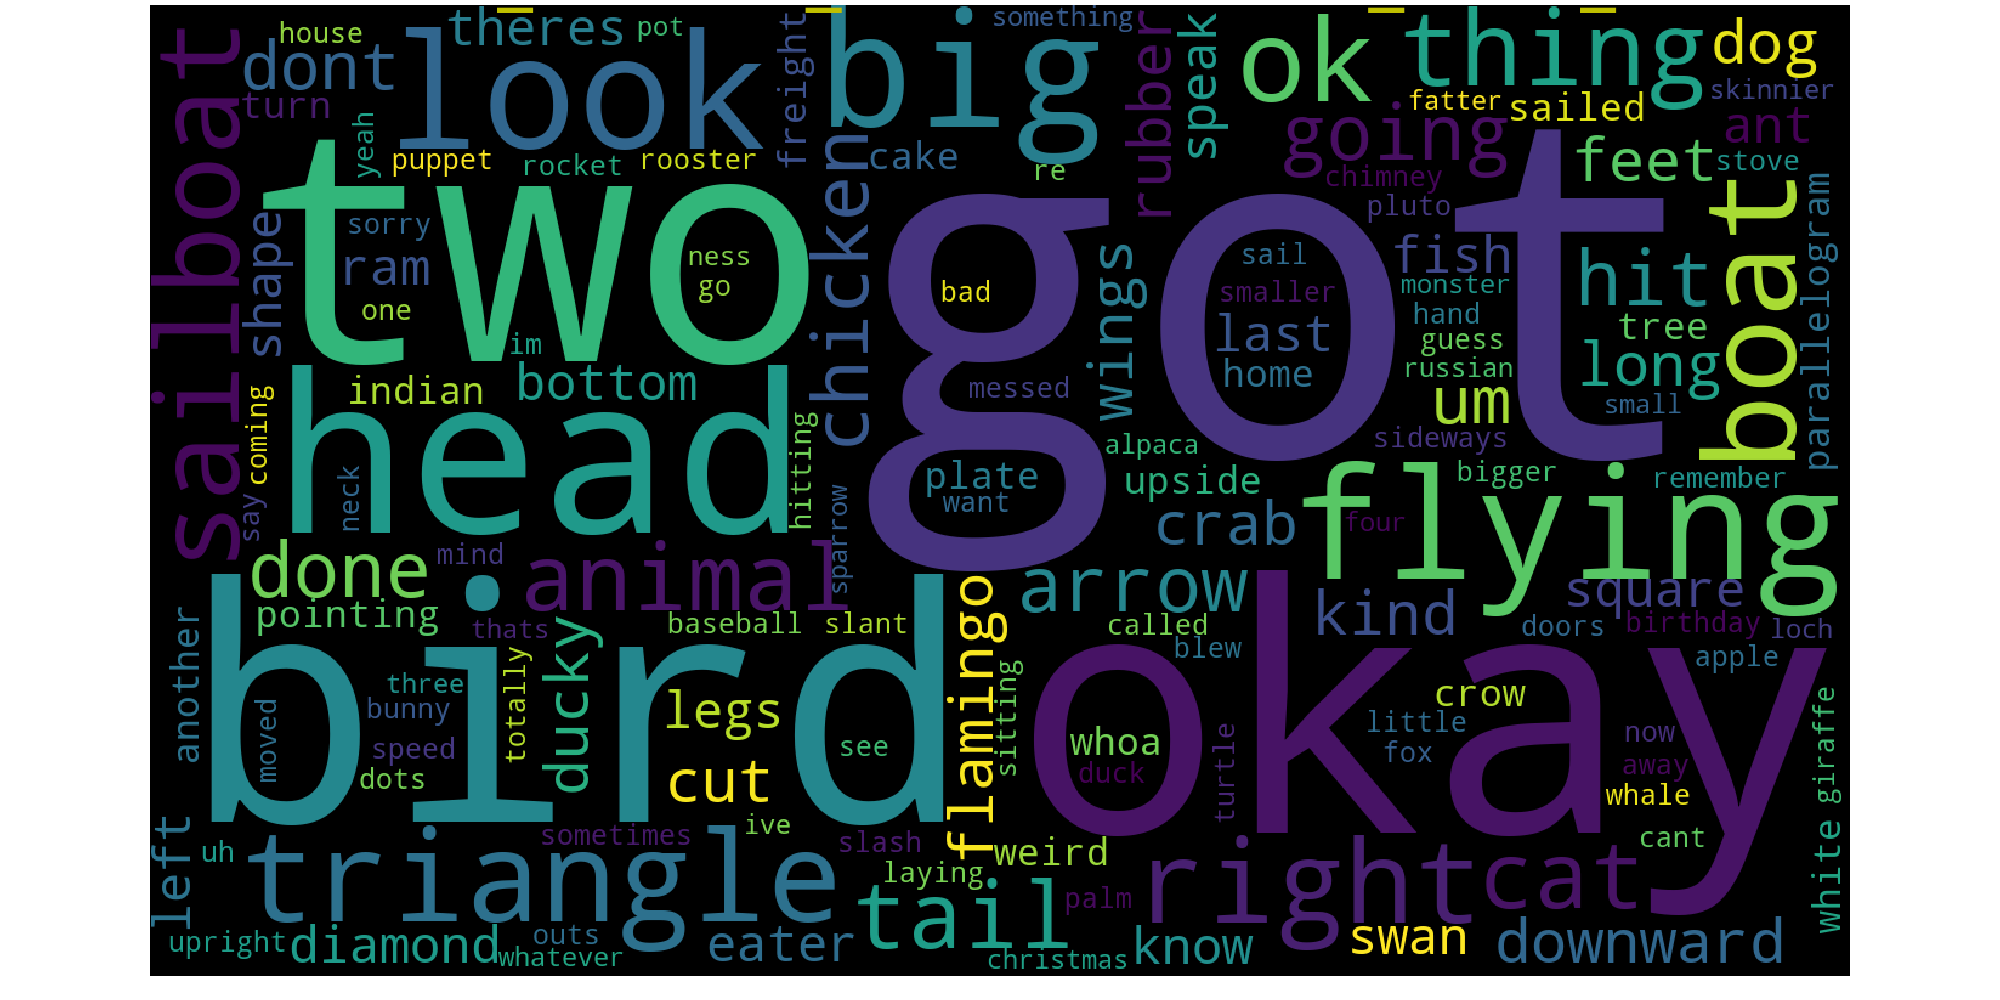 house
theres
pot
something
dont
look
freight
big
rubber
speak
ok
thing
dog
turn
fatter
sailed
skinnier
sailboat
yeah
puppet
rocket
rooster
chicken
cake
re
going
ant
feet
stove
chimney
pluto
shape
sorry
two
ram
ness
go
one
im
got
bad
wings
sail
smaller
last
home
fish
monster
hand
guess
russian
hit
tree
long
small
boat
parallelogram
coming
indian
bottom
messed
um
sideways
head
hitting
neck
say
plate
want
alpaca
upside
crab
flying
bigger
remember
four
done
mind
animal
sparrow
arrow
kind
square
pointing
thats
baseball
slant
flamingo
called
blew
doors
birthday
loch
apple
another
bird
three
bunny
totally
ducky
legs
sitting
okay
crow
moved
speed
dots
cut
see
whoa
duck
turtle
little
fox
now
away
whale
white giraffe
left
uh
triangle
sometimes
ive
slash
weird
laying
tail
palm
right
cat
cant
upright
diamond
outs
whatever
eater
christmas
know
swan
downward